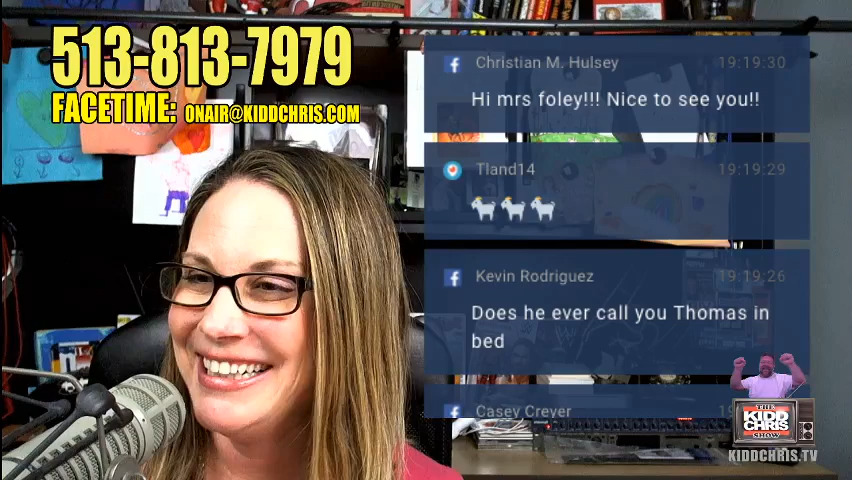 513-813-7979
FACETIME: ONAIR@KIDDCHRIS.COM
Christian M. Hulsey 19:19:30
Hi mrs foley!!! Nice to see you!!
Tland14 19:19:29
Kevin Rodriguez 19:19:26
Does he ever call you Thomas in
bed
Casey Creyer
THE
KIDD
CHRIS
SHOW
KIDDCHRIS.TV